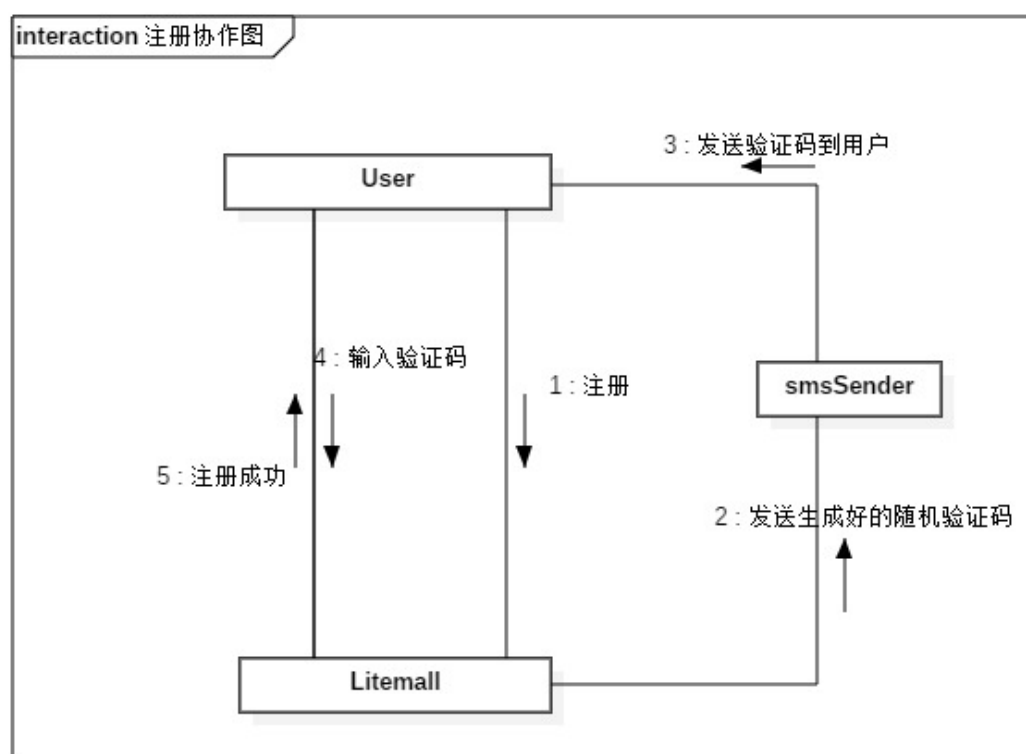 interaction 注册协作图
3 : 发送验证码到用户
User
4 : 输入验证码
1 : 注册
smsSender
5 : 注册成功
2 : 发送生成好的随机验证码
Litemall